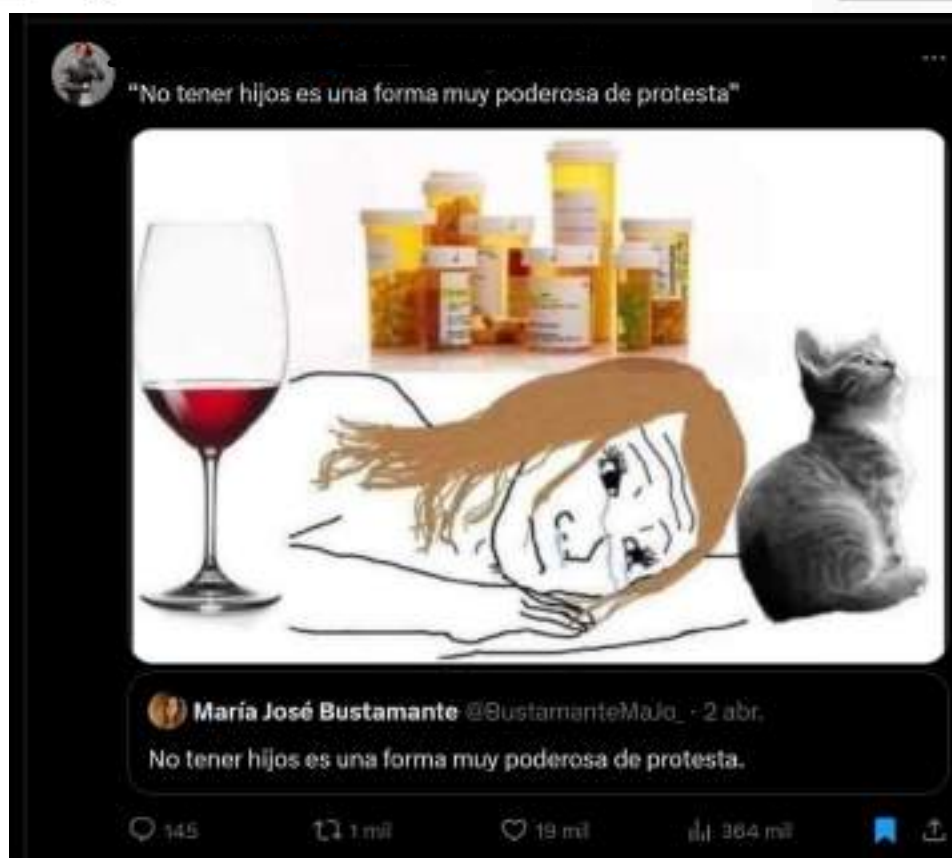 "No tener hijos es una forma muy poderosa de protesta"
María José Bustamante @BustamanteMaJo_ · 2 abr.
No tener hijos es una forma muy poderosa de protesta.
145 1 mil 19 mil 364 mil